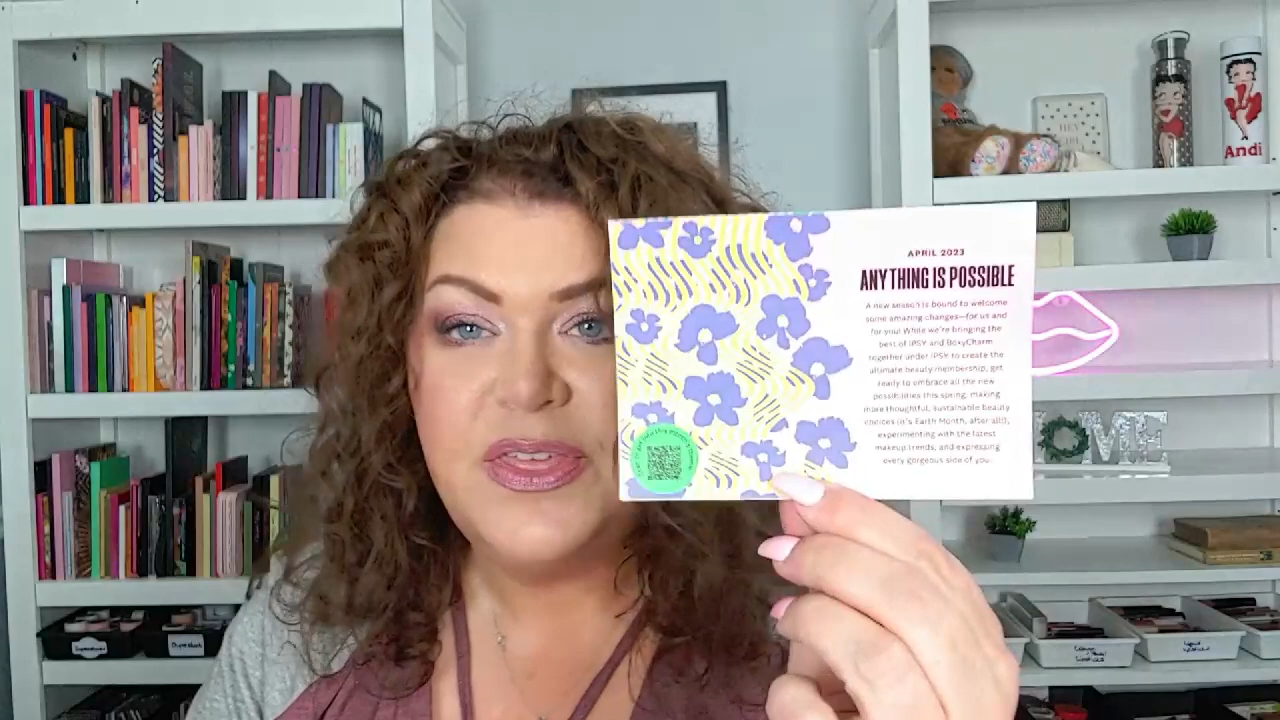 Andi
APRIL 2023
ANYTHING IS POSSIBLE
A new season is bound to welcome
some amazing changes—for us and
for you! While we're bringing the
best of IPSY and BoxyCharm
together under IPSY to create the
ultimate beauty membership, get
ready to embrace all the new
possibilities this spring: making
more thoughtful, sustainable beauty
choices (it's Earth Month, after all),
experimenting with the latest
makeup trends, and expressing
every gorgeous side of you.